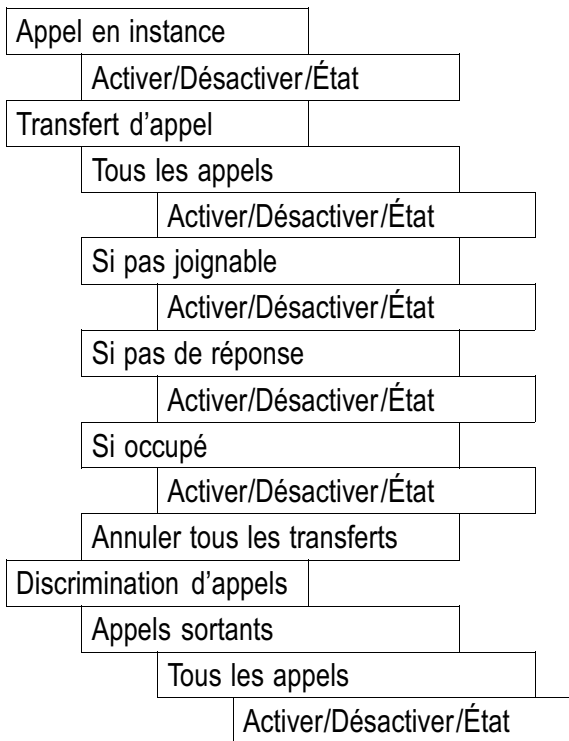 Appel en instance
Activer/Désactiver/État
Transfert d'appel
Tous les appels
Activer/Désactiver/État
Si pas joignable
Activer/Désactiver/État
Si pas de réponse
Activer/Désactiver/État
Si occupé
Activer/Désactiver/État
Annuler tous les transferts
Discrimination d'appels
Appels sortants
Tous les appels
Activer/Désactiver/État